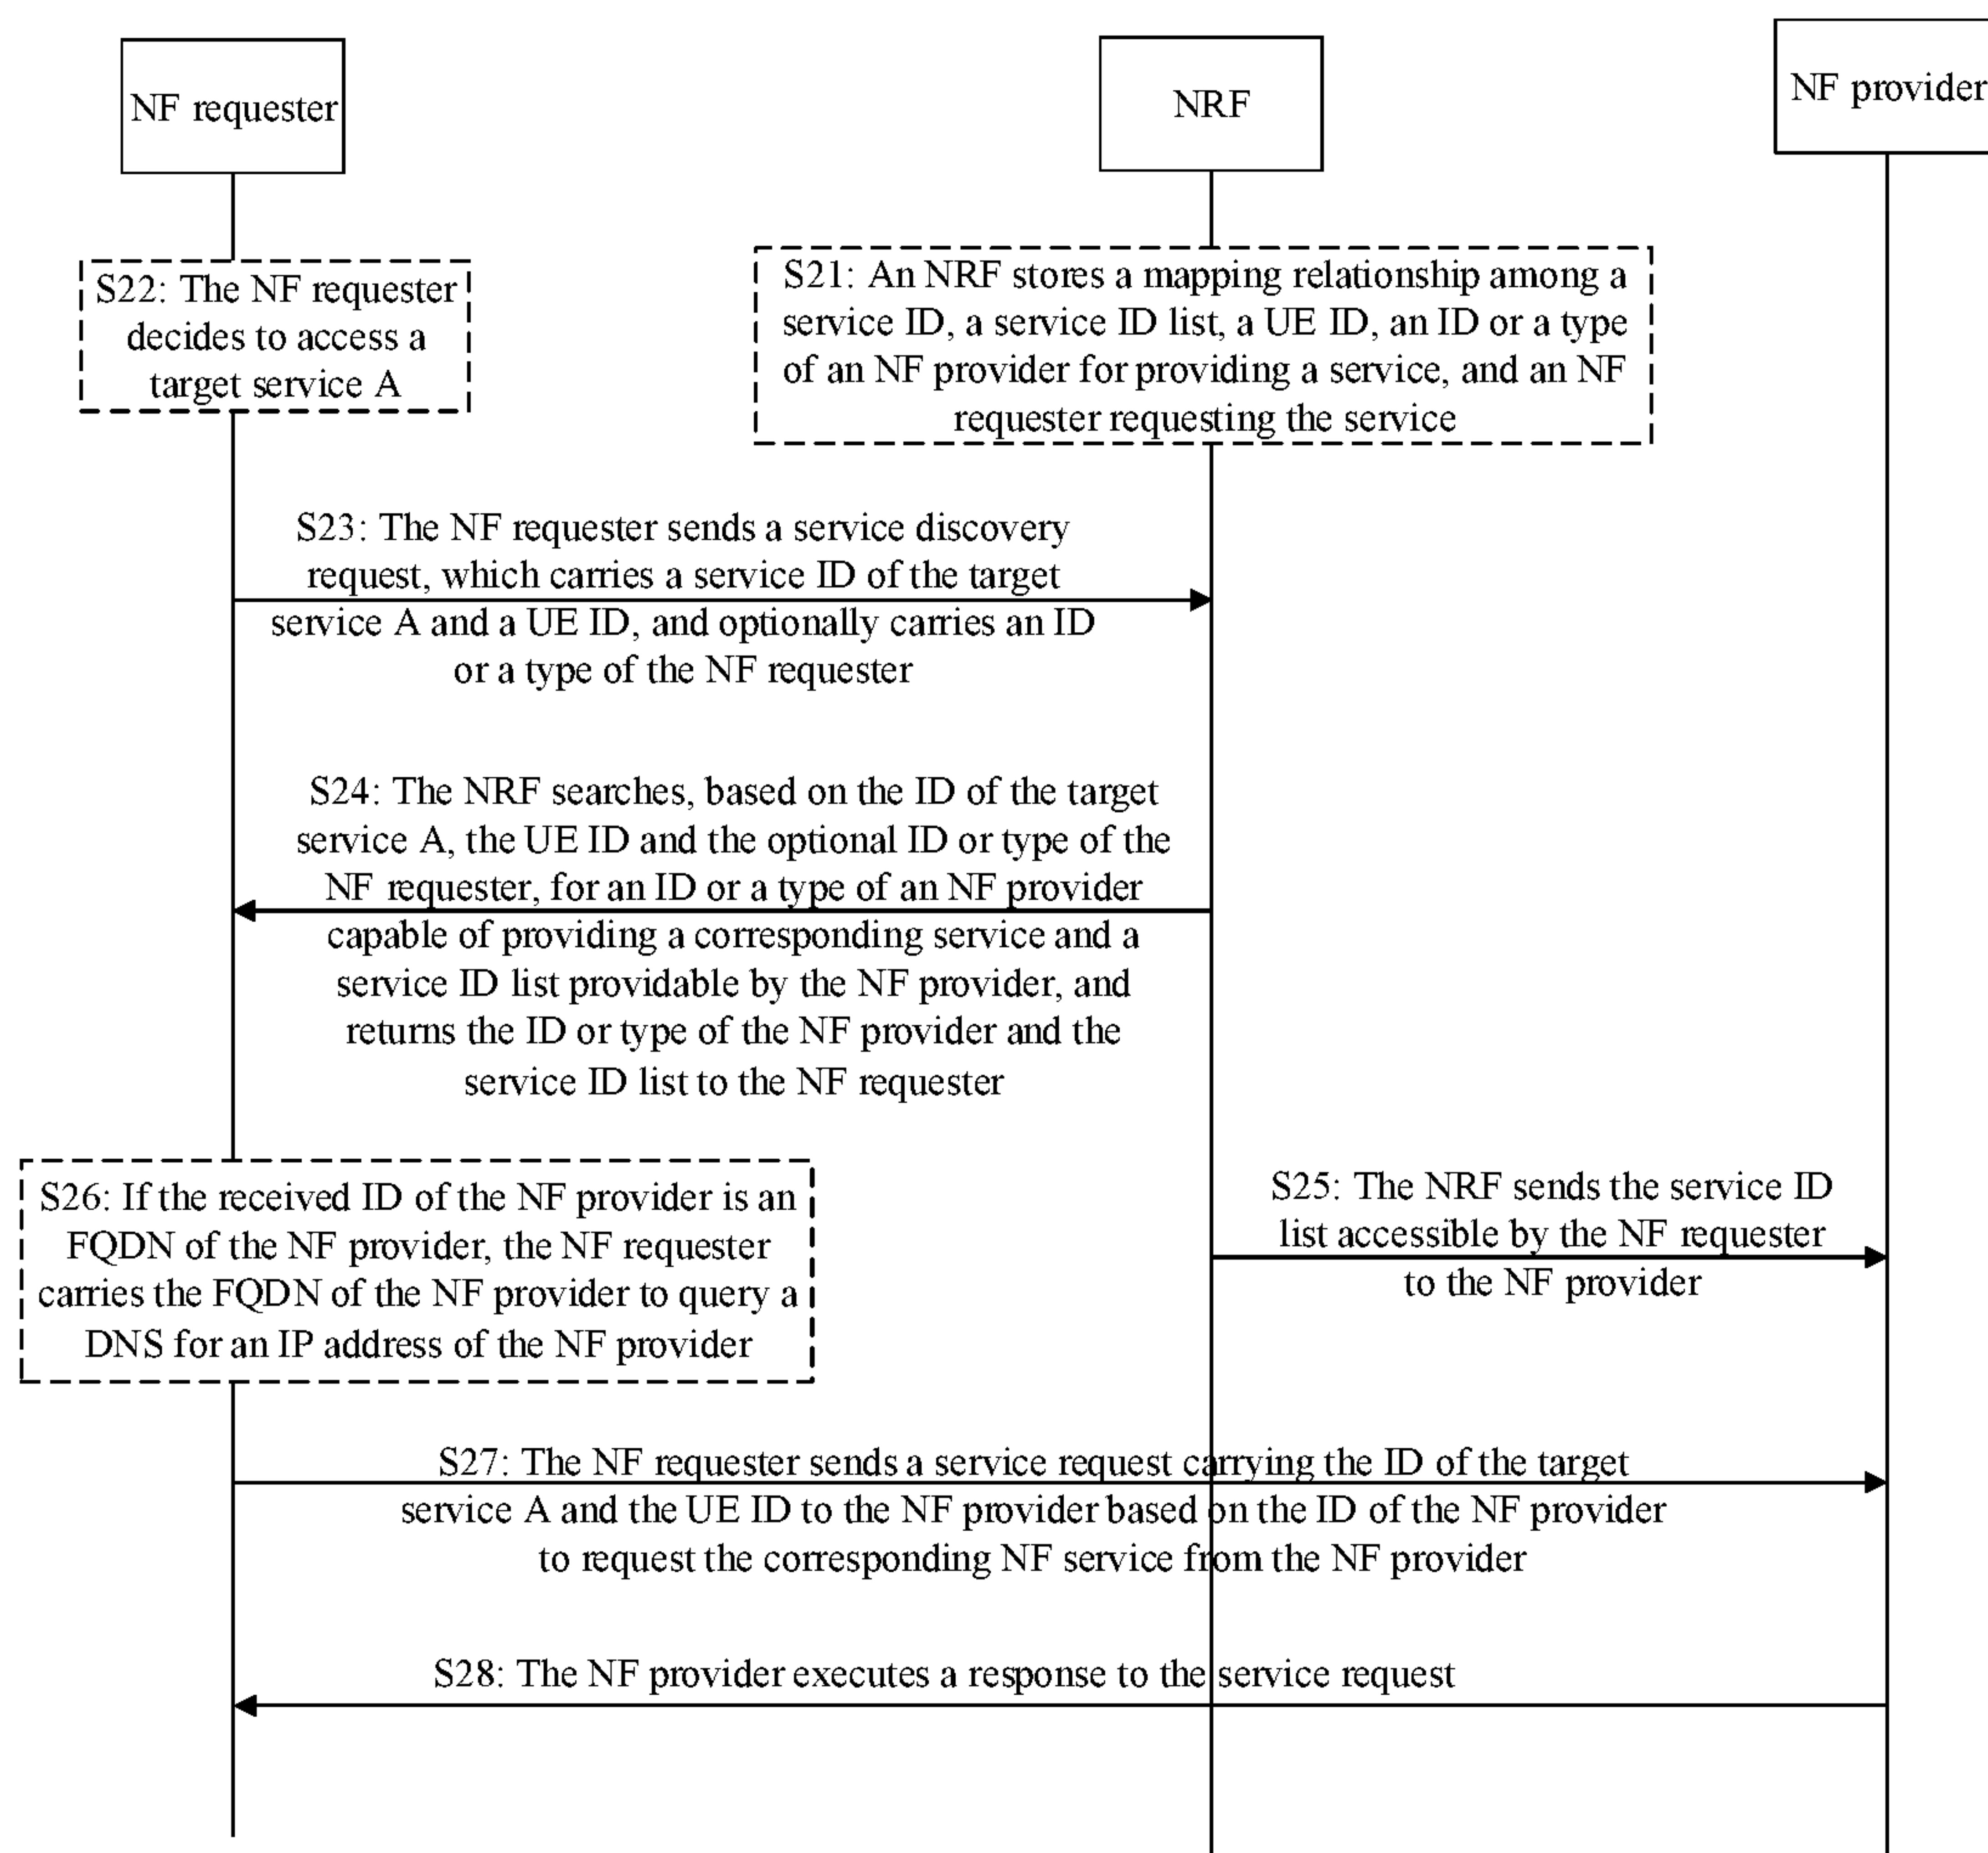 NF requester
NRF
NF provider
S22: The NF requester
decides to access a
target service A
S21: An NRF stores a mapping relationship among a
service ID, a service ID list, a UE ID, an ID or a type
of an NF provider for providing a service, and an NF
requester requesting the service
S23: The NF requester sends a service discovery
request, which carries a service ID of the target
service A and a UE ID, and optionally carries an ID
or a type of the NF requester
S24: The NRF searches, based on the ID of the target
service A, the UE ID and the optional ID or type of the
NF requester, for an ID or a type of an NF provider
capable of providing a corresponding service and a
service ID list providable by the NF provider, and
returns the ID or type of the NF provider and the
service ID list to the NF requester
S25: The NRF sends the service ID
list accessible by the NF requester
to the NF provider
S26: If the received ID of the NF provider is an
FQDN of the NF provider, the NF requester
carries the FQDN of the NF provider to query a
DNS for an IP address of the NF provider
S27: The NF requester sends a service request carrying the ID of the target
service A and the UE ID to the NF provider based on the ID of the NF provider
to request the corresponding NF service from the NF provider
S28: The NF provider executes a response to the service request